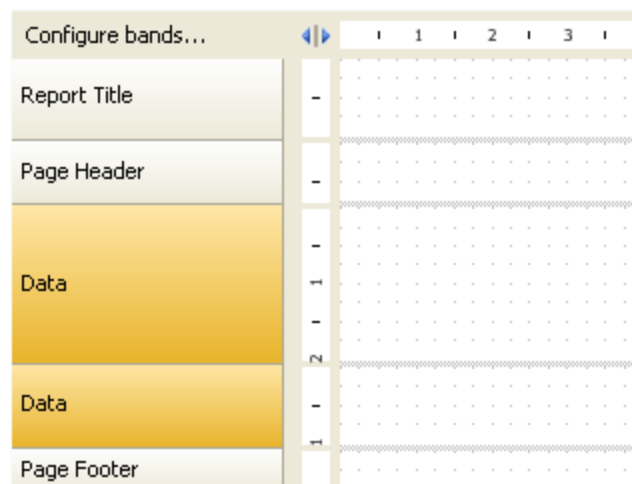 Configure bands...
1 2 3
Report Title
Page Header
Data
1
2
Data
1
Page Footer